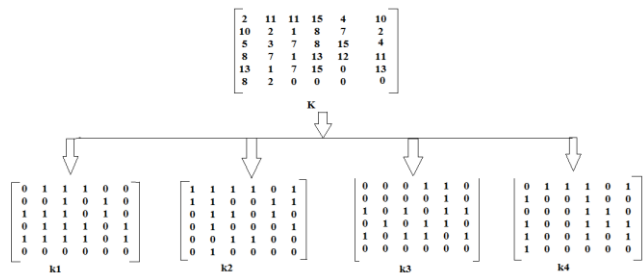 2 11 11 15 4 10
10 2 1 8 7 2
5 3 7 8 15 4
8 7 1 13 12 11
13 1 7 15 0 13
8 2 0 0 0 0
K
0 1 1 1 0 0
0 0 1 0 1 0
1 1 1 0 1 0
0 1 1 1 0 1
1 1 1 1 0 1
0 0 0 0 0 0
k1
1 1 1 1 0 1
1 1 0 0 1 1
0 1 1 0 1 0
0 1 0 0 0 1
0 0 1 1 0 0
0 1 0 0 0 0
k2
0 0 0 1 1 0
0 0 0 0 1 0
1 0 1 0 1 1
0 1 0 1 1 0
1 0 1 1 0 1
0 0 0 0 0 0
k3
0 1 1 1 0 1
1 0 0 1 0 0
0 0 0 1 1 0
1 0 0 1 1 1
1 0 0 1 0 1
1 0 0 0 0 0
k4